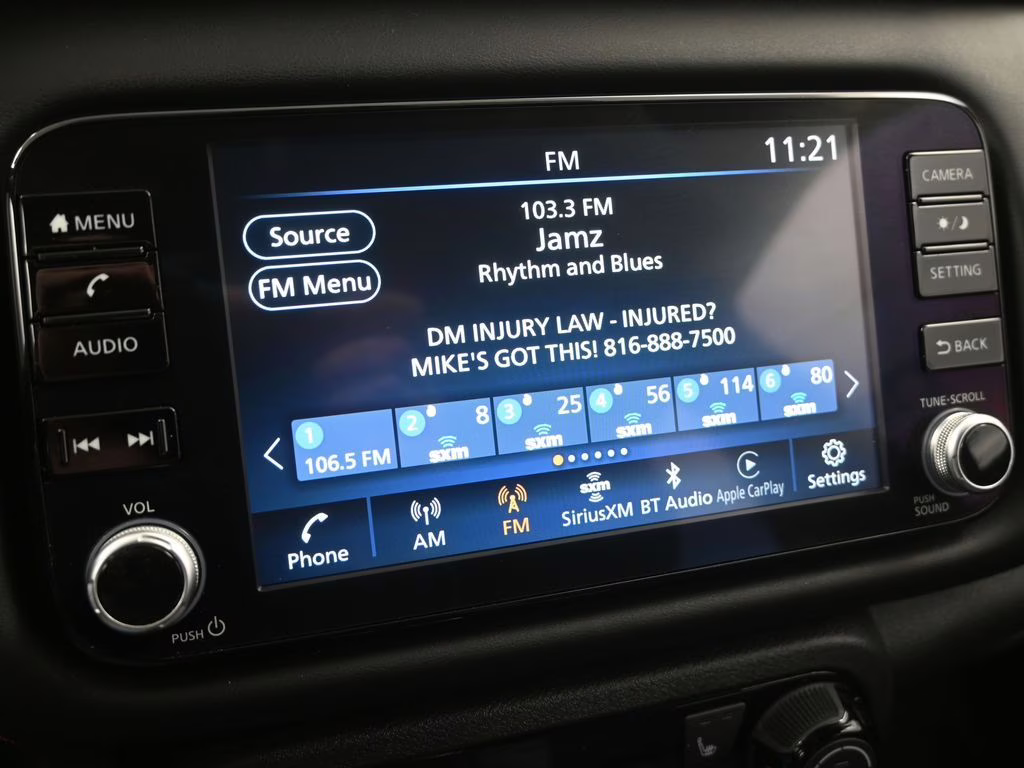 FM
11:21
MENU
Source
FM Menu
AUDIO
103.3 FM
Jamz
Rhythm and Blues
DM INJURY LAW - INJURED?
MIKE'S GOT THIS! 816-888-7500
1 106.5 FM
2 8 sxm
3 25 sxm
4 56 sxm
5 114 sxm
6 80 sxm
Phone
AM
FM
sxm
SiriusXM
BT Audio
Apple CarPlay
Settings
VOL
PUSH
CAMERA
SETTING
BACK
TUNE·SCROLL
PUSH
SOUND